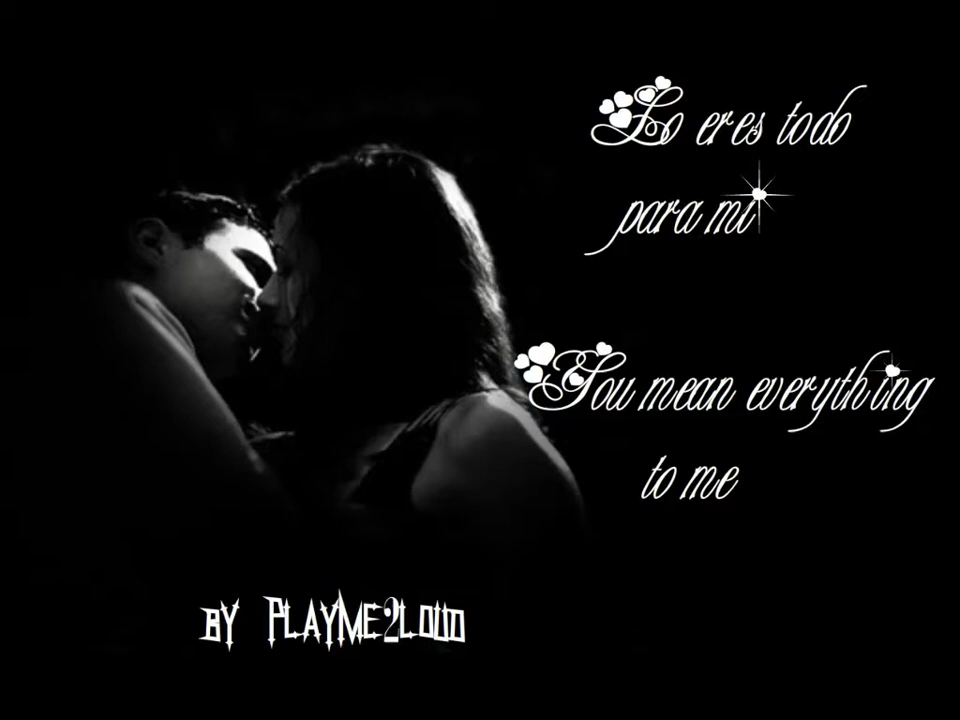 Lo eres todo
para mi
You mean everything
to me
BY PLAYME2LOUD